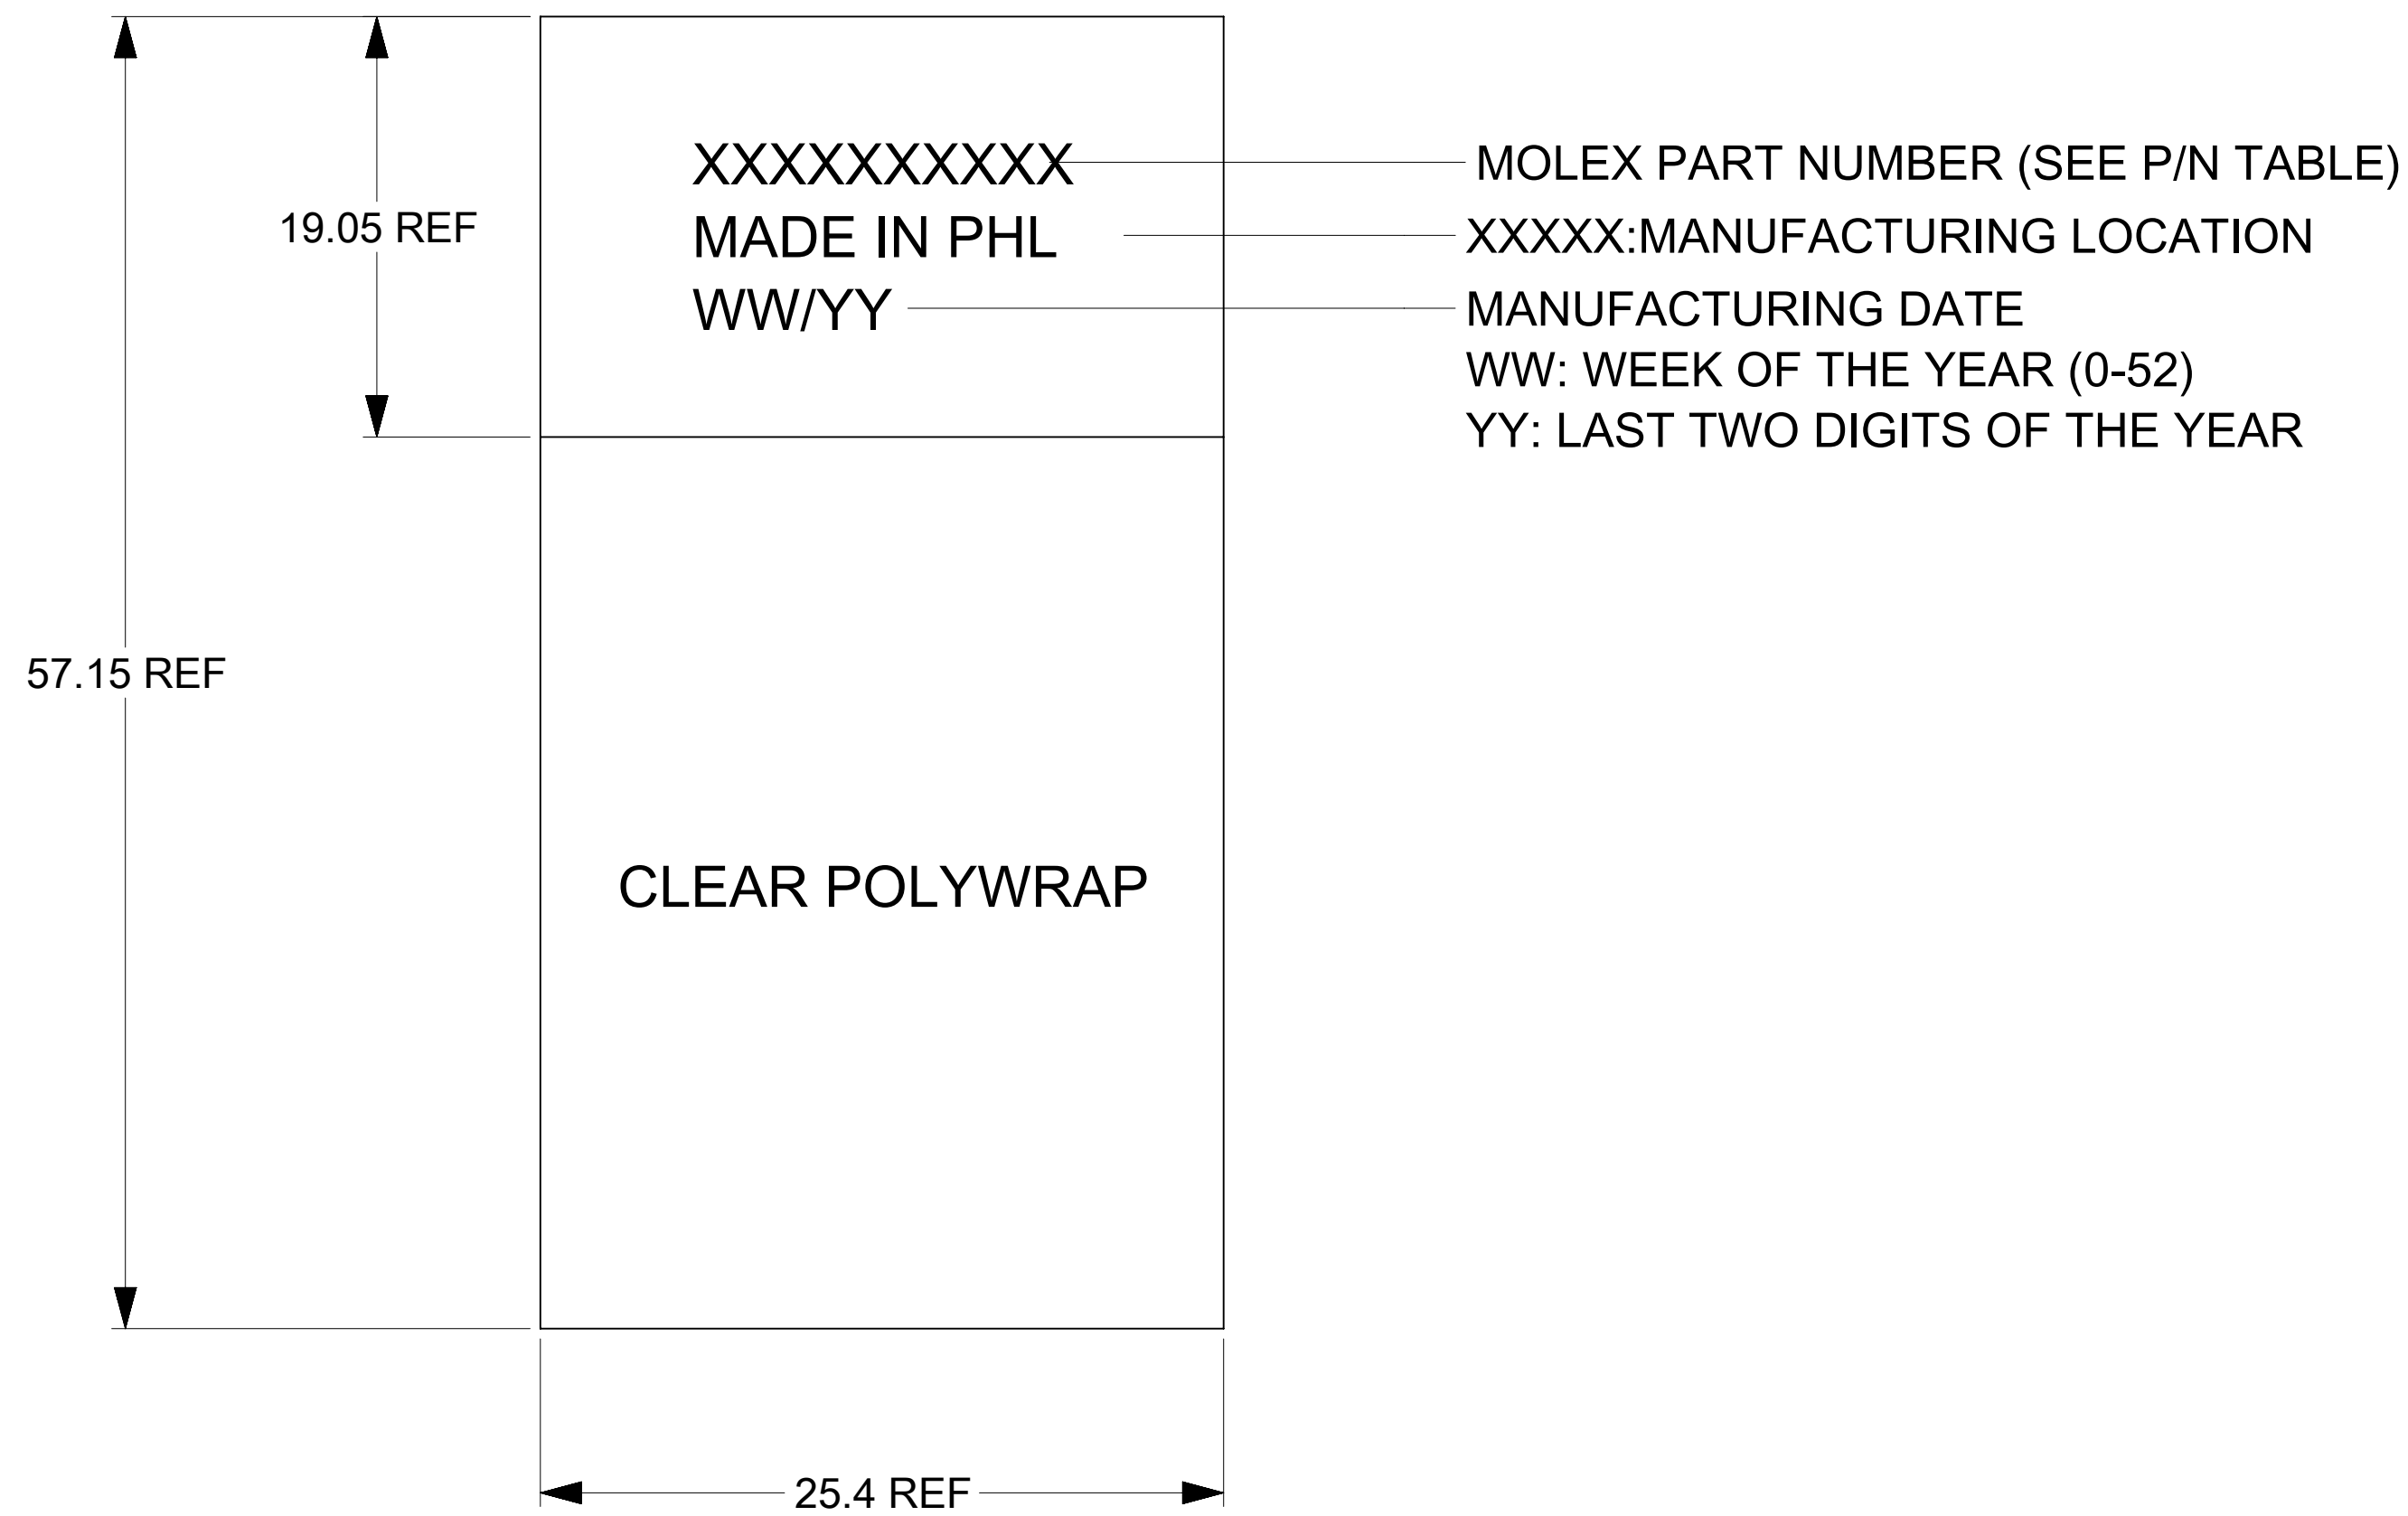 XXXXXXXXXX
MADE IN PHL
WW/YY
MOLEX PART NUMBER (SEE P/N TABLE)
XXXXXX:MANUFACTURING LOCATION
MANUFACTURING DATE
WW: WEEK OF THE YEAR (0-52)
YY: LAST TWO DIGITS OF THE YEAR
19.05 REF
57.15 REF
CLEAR POLYWRAP
25.4 REF